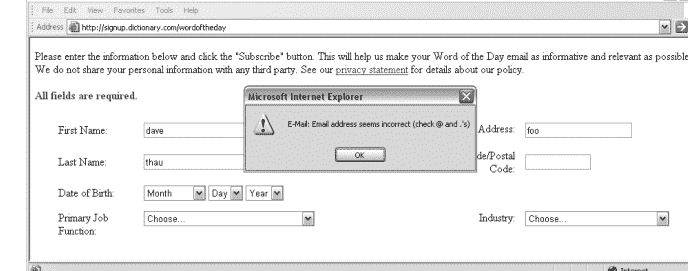 File Edit View Favorites Tools Help
Address http://signup.dictionary.com/wordoftheday
Please enter the information below and click the "Subscribe" button. This will help us make your Word of the Day email as informative and relevant as possible
We do not share your personal information with any third party. See our privacy statement for details about our policy.
All fields are required.
Microsoft Internet Explorer
E-Mail: Email address seems incorrect (check @ and .'s)
OK
First Name: dave
Address: foo
Last Name: thau
de/Postal
Code:
Date of Birth: Month Day Year
Primary Job
Function: Choose...
Industry: Choose...
Internet